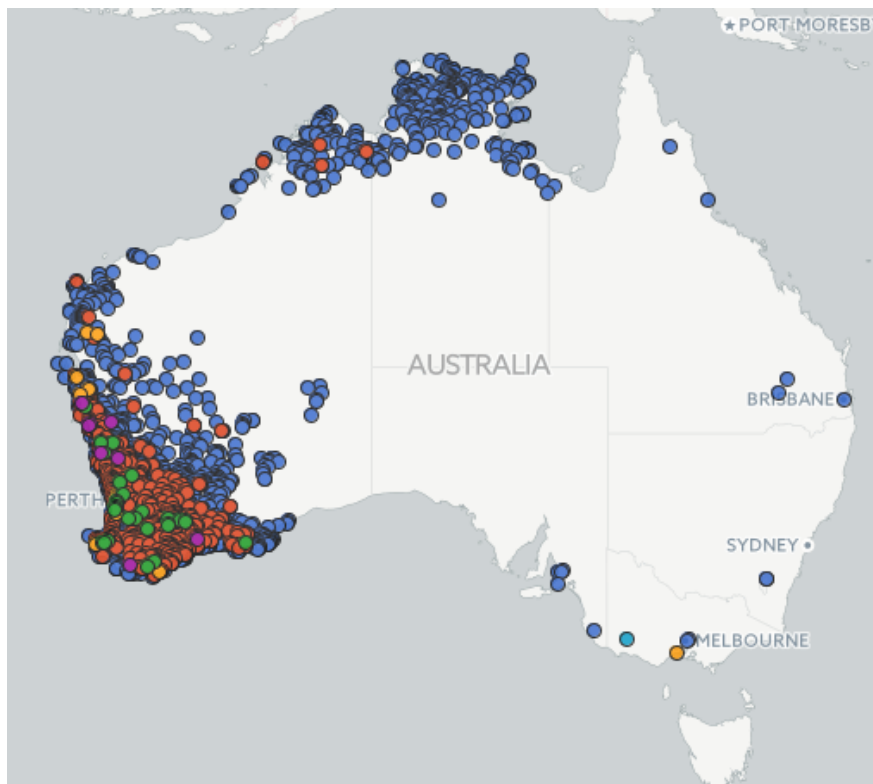 PORT MORESB
AUSTRALIA
BRISBANE
PERTH
SYDNEY
MELBOURNE